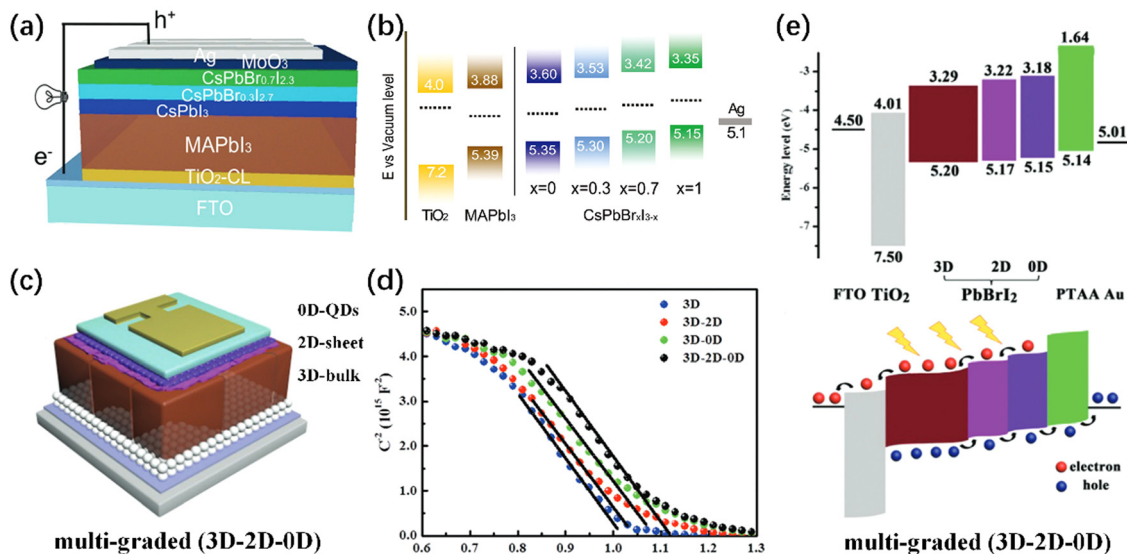 (a)
h+
Ag
MoO3
CsPbBr0.7I2.3
CsPbBr0.3I2.7
CsPbI3
MAPbI3
e-
TiO2-CL
FTO
(b)
E vs Vacuum level
4.0
3.88
3.60
3.53
3.42
3.35
Ag
5.1
7.2
5.39
5.35
5.30
5.20
5.15
x=0
x=0.3
x=0.7
x=1
TiO2
MAPbI3
CsPbBrxI3-x
(c)
0D-QDs
2D-sheet
3D-bulk
multi-graded (3D-2D-0D)
(d)
C-2 (1015 F-2)
5.0
4.0
3.0
2.0
1.0
0.0
3D
3D-2D
3D-0D
3D-2D-0D
0.6
0.7
0.8
0.9
1.0
1.1
1.2
1.3
(e)
Energy level (eV)
-3
-4
-5
-6
-7
1.64
3.29
3.22
3.18
4.50
4.01
5.01
5.20
5.17
5.15
5.14
7.50
3D
2D
0D
FTO TiO2
PbBrI2
PTAA Au
electron
hole
multi-graded (3D-2D-0D)